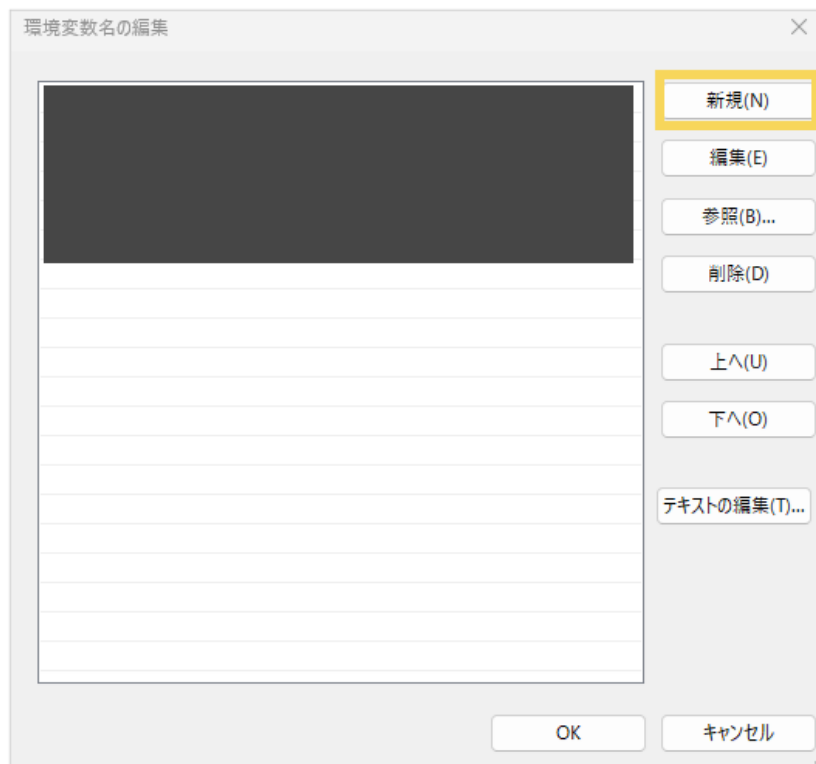 環境変数名の編集
新規(N)
編集(E)
参照(B)...
削除(D)
上へ(U)
下へ(O)
テキストの編集(T)...
OK
キャンセル